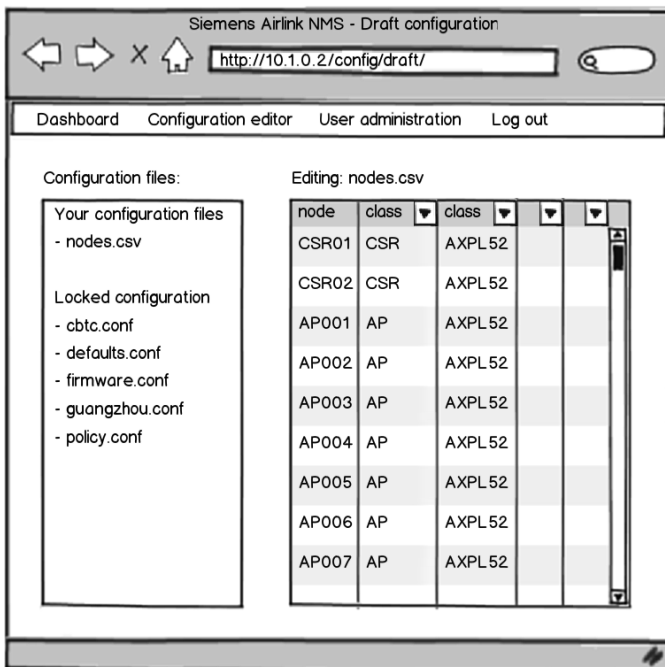 Siemens Airlink NMS - Draft configuration
X
http://10.1.0.2/config/draft/
Dashboard Configuration editor User administration Log out
Configuration files:
Your configuration files
- nodes.csv
Locked configuration
- cbtc.conf
- defaults.conf
- firmware.conf
- guangzhou.conf
- policy.conf
Editing: nodes.csv
node class class
CSR01 CSR AXPL52
CSR02 CSR AXPL52
AP001 AP AXPL52
AP002 AP AXPL52
AP003 AP AXPL52
AP004 AP AXPL52
AP005 AP AXPL52
AP006 AP AXPL52
AP007 AP AXPL52